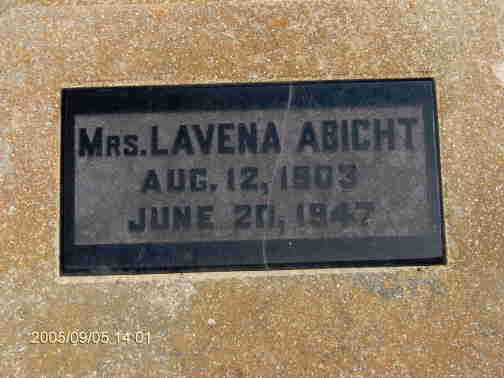 MRS. LAVENA ABICHT
AUG. 12, 1903
JUNE 20, 1947
2005/09/05 14:01